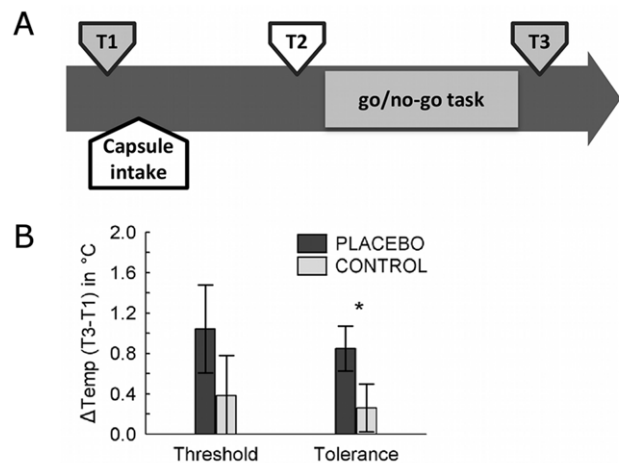 A
T1
T2
T3
go/no-go task
Capsule
intake
B
ΔTemp (T3-T1) in °C
2.0
1.6
1.2
0.8
0.4
0.0
PLACEBO
CONTROL
*
Threshold
Tolerance